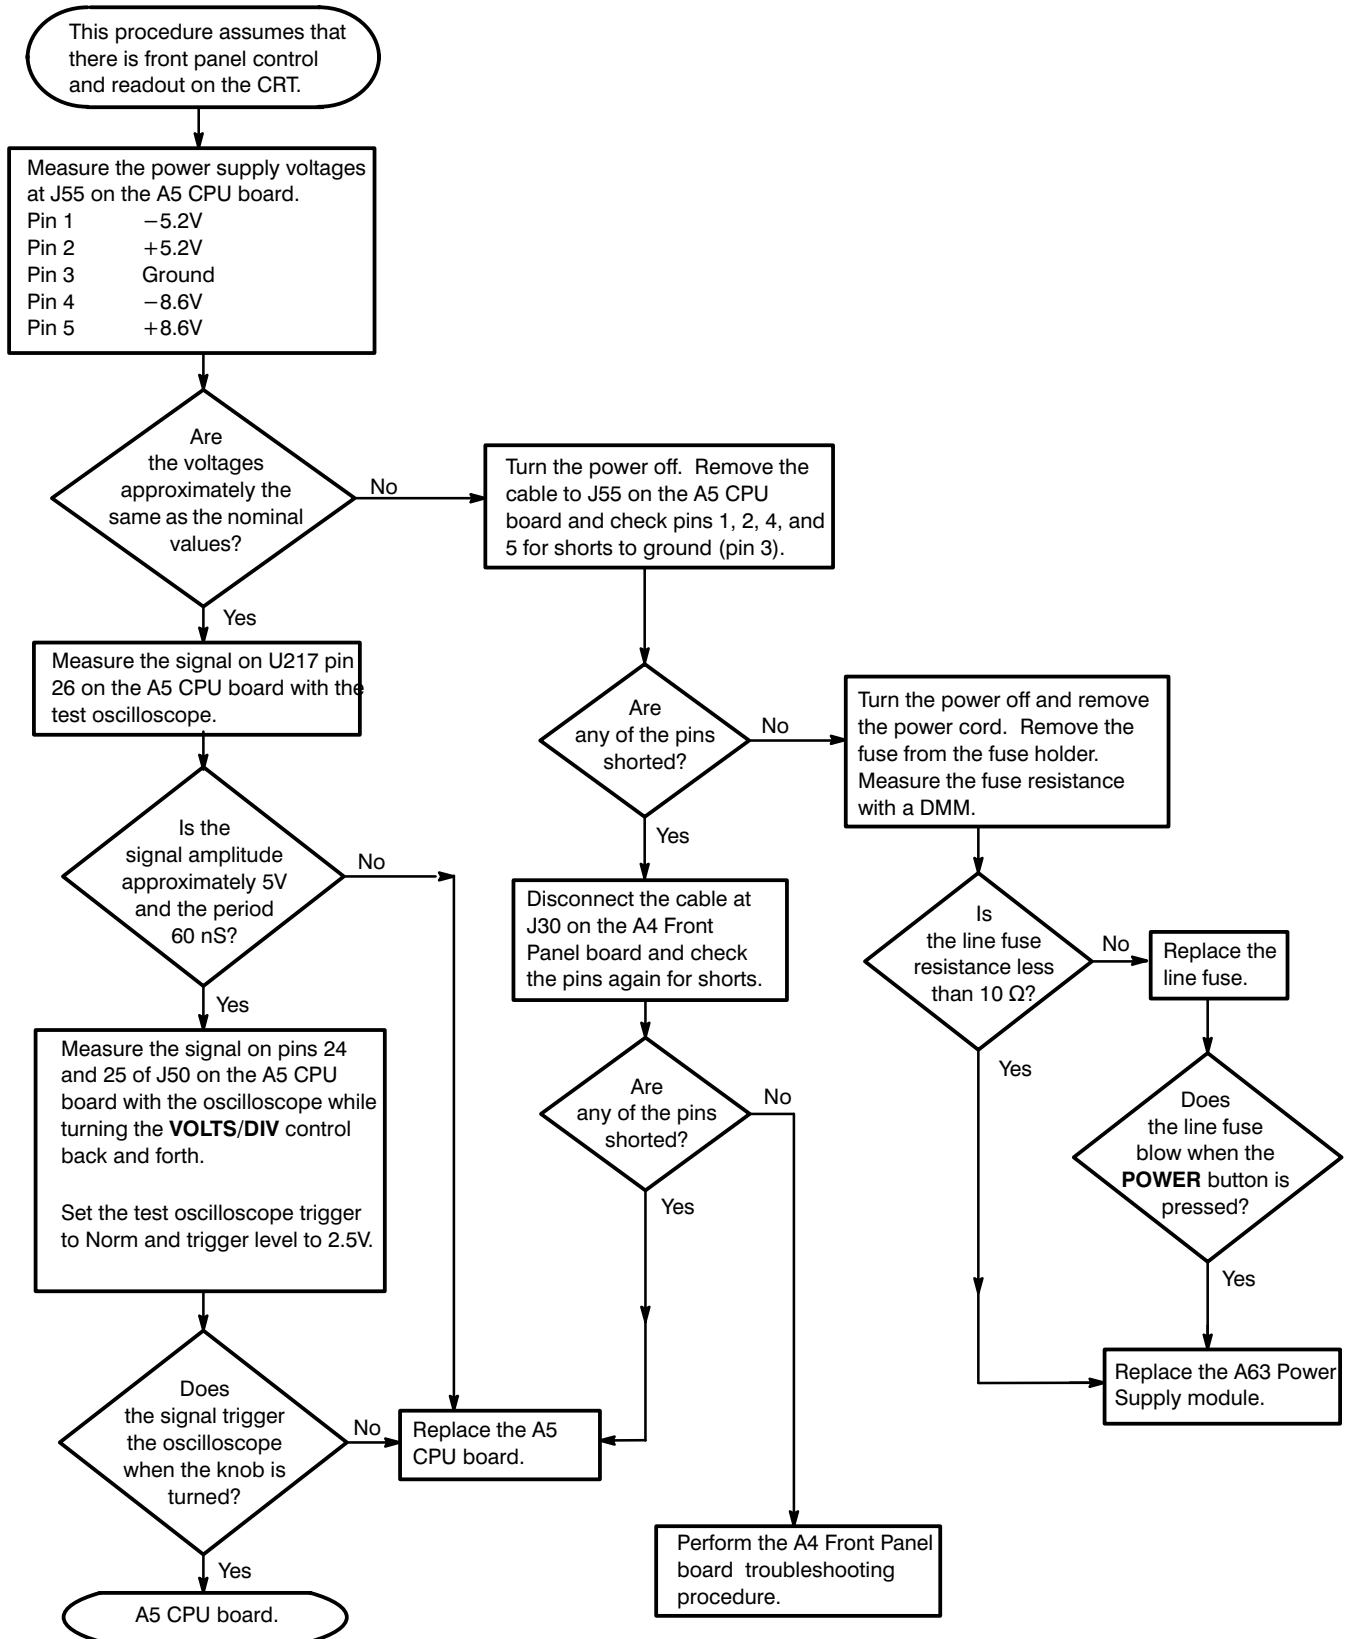 This procedure assumes that
there is front panel control
and readout on the CRT.
Measure the power supply voltages
at J55 on the A5 CPU board.
Pin 1 −5.2V
Pin 2 +5.2V
Pin 3 Ground
Pin 4 −8.6V
Pin 5 +8.6V
Are
the voltages
approximately the
same as the nominal
values?
No
Yes
Turn the power off. Remove the
cable to J55 on the A5 CPU
board and check pins 1, 2, 4, and
5 for shorts to ground (pin 3).
Measure the signal on U217 pin
26 on the A5 CPU board with the
test oscilloscope.
Are
any of the pins
shorted?
No
Yes
Turn the power off and remove
the power cord. Remove the
fuse from the fuse holder.
Measure the fuse resistance
with a DMM.
Is the
signal amplitude
approximately 5V
and the period
60 nS?
No
Yes
Disconnect the cable at
J30 on the A4 Front
Panel board and check
the pins again for shorts.
Is
the line fuse
resistance less
than 10 Ω?
No
Yes
Replace the
line fuse.
Measure the signal on pins 24
and 25 of J50 on the A5 CPU
board with the oscilloscope while
turning the VOLTS/DIV control
back and forth.
Set the test oscilloscope trigger
to Norm and trigger level to 2.5V.
Are
any of the pins
shorted?
No
Yes
Does
the line fuse
blow when the
POWER button is
pressed?
Yes
Does
the signal trigger
the oscilloscope
when the knob is
turned?
No
Yes
Replace the A5
CPU board.
Replace the A63 Power
Supply module.
Perform the A4 Front Panel
board troubleshooting
procedure.
A5 CPU board.